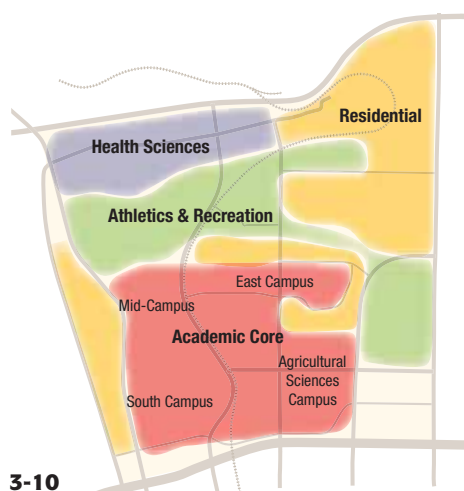 Residential
Health Sciences
Athletics & Recreation
East Campus
Mid-Campus
Academic Core
Agricultural
Sciences
Campus
South Campus
3-10